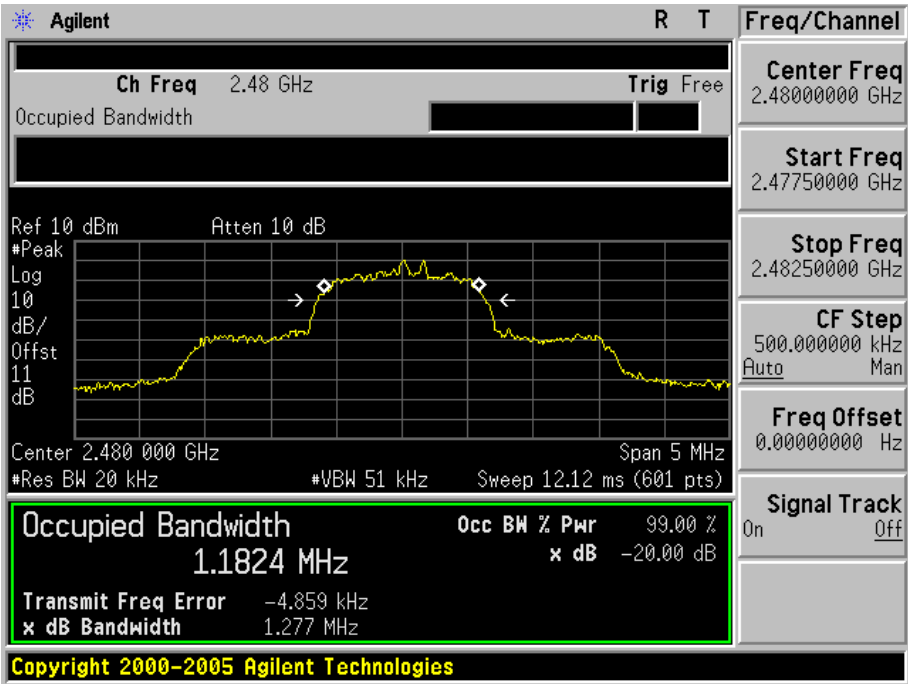 Agilent R T
Freq/Channel
Ch Freq 2.48 GHz Trig Free
Occupied Bandwidth
Ref 10 dBm Atten 10 dB
#Peak
Log
10
dB/
Offst
11
dB
Center 2.480 000 GHz Span 5 MHz
#Res BW 20 kHz #VBW 51 kHz Sweep 12.12 ms (601 pts)
Occupied Bandwidth Occ BW % Pwr 99.00 %
1.1824 MHz x dB -20.00 dB
Transmit Freq Error -4.859 kHz
x dB Bandwidth 1.277 MHz
Copyright 2000-2005 Agilent Technologies
Center Freq
2.48000000 GHz
Start Freq
2.47750000 GHz
Stop Freq
2.48250000 GHz
CF Step
500.000000 kHz
Auto Man
Freq Offset
0.00000000 Hz
Signal Track
On Off